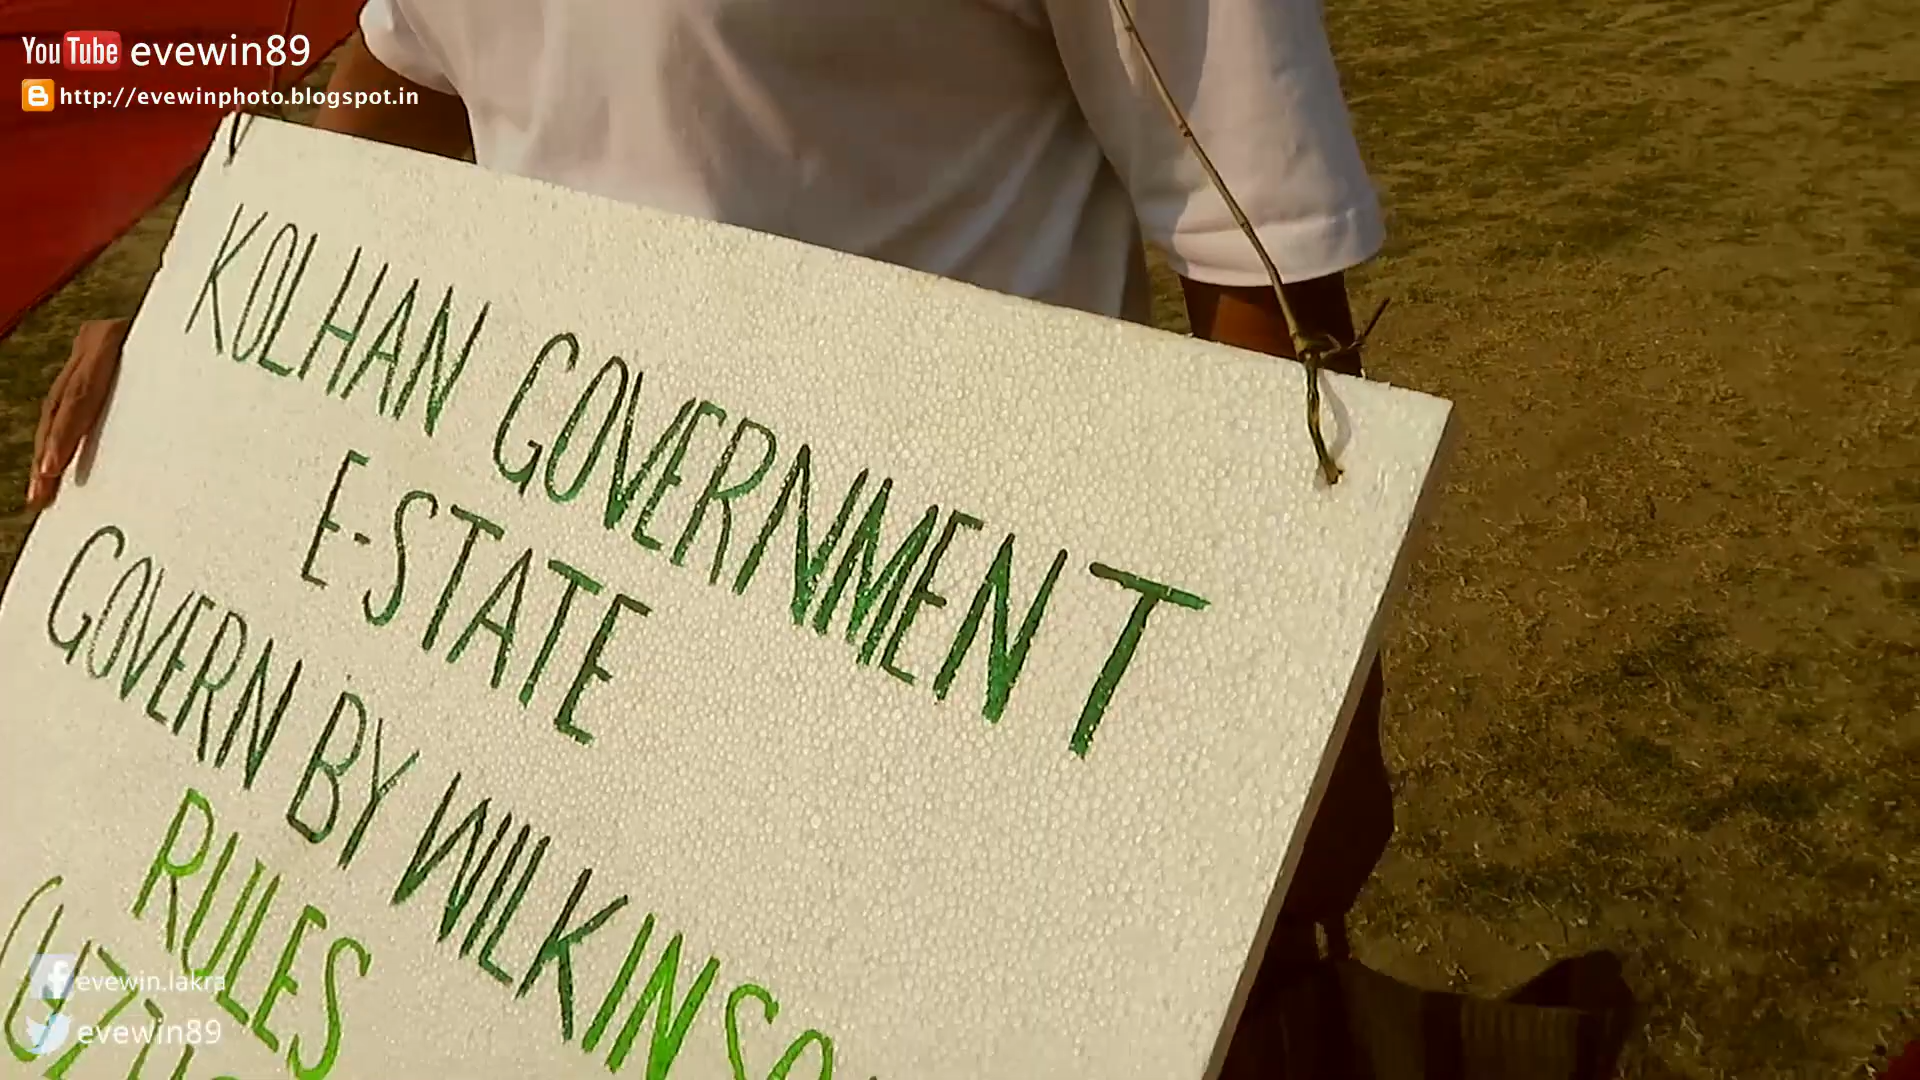 YouTube evewin89
http://evewinphoto.blogspot.in
KOLHAN GOVERNMENT
E-STATE
GOVERN BY WILKINSO
RULES
evewin.lakra
evewin89